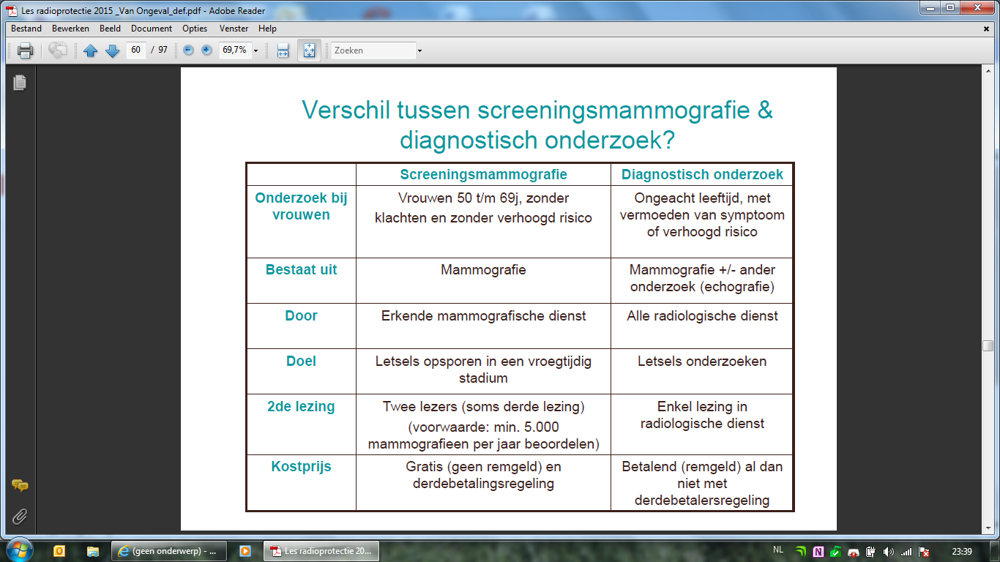 Les radioprotectie 2015 _Van Ongeval_def.pdf - Adobe Reader
Bestand Bewerken Beeld Document Opties Venster Help
60 / 97 69,7% Zoeken
Verschil tussen screeningsmammografie &
diagnostisch onderzoek?
Screeningsmammografie Diagnostisch onderzoek
Onderzoek bij
vrouwen
Vrouwen 50 t/m 69j, zonder
klachten en zonder verhoogd risico
Ongeacht leeftijd, met
vermoeden van symptoom
of verhoogd risico
Bestaat uit
Mammografie
Mammografie +/- ander
onderzoek (echografie)
Door
Erkende mammografische dienst
Alle radiologische dienst
Doel
Letsels opsporen in een vroegtijdig
stadium
Letsels onderzoeken
2de lezing
Twee lezers (soms derde lezing)
(voorwaarde: min. 5.000
mammografieen per jaar beoordelen)
Enkel lezing in
radiologische dienst
Kostprijs
Gratis (geen remgeld) en
derdebetalingsregeling
Betalend (remgeld) al dan
niet met
derdebetalersregeling
(geen onderwerp) - ... Les radioprotectie 20... NL 23:39